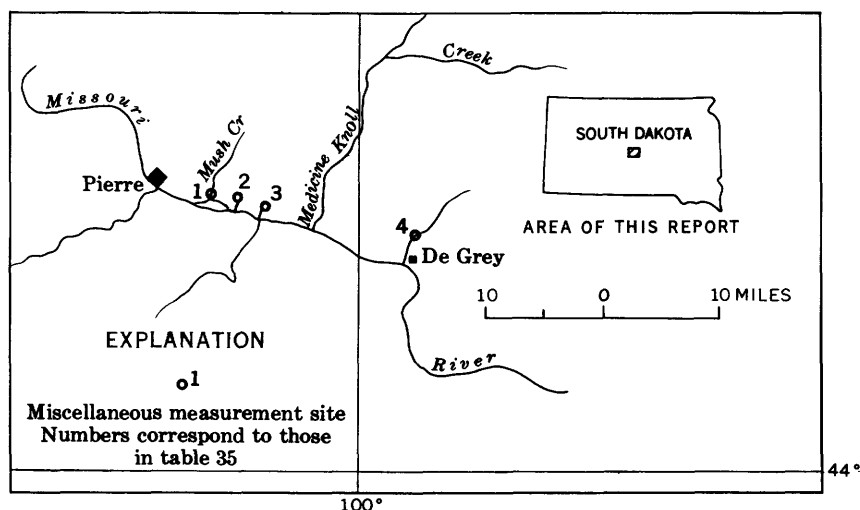 Missouri
Creek
Mush Cr
Medicine Knoll
SOUTH DAKOTA
Pierre
1
2
3
4
AREA OF THIS REPORT
De Grey
10 0 10 MILES
EXPLANATION
River
1
Miscellaneous measurement site
Numbers correspond to those
in table 35
44°
100°